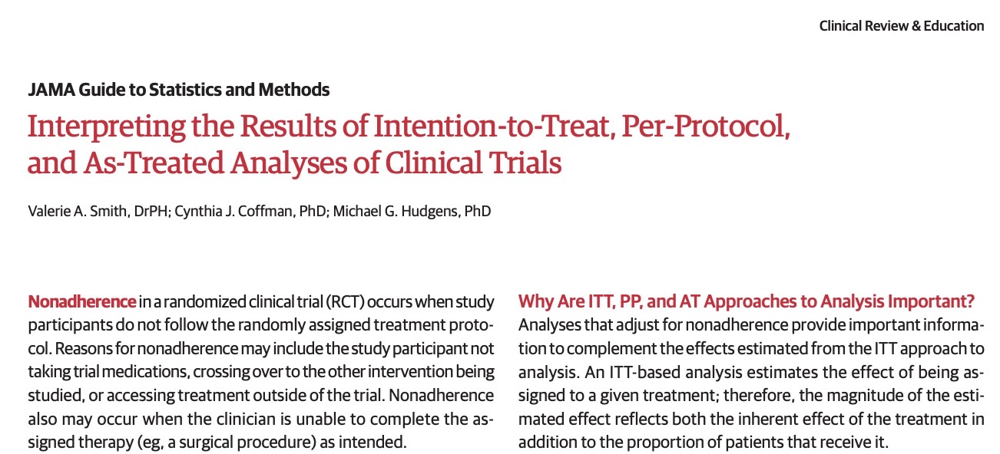 Clinical Review & Education
JAMA Guide to Statistics and Methods
Interpreting the Results of Intention-to-Treat, Per-Protocol,
and As-Treated Analyses of Clinical Trials
Valerie A. Smith, DrPH; Cynthia J. Coffman, PhD; Michael G. Hudgens, PhD
Nonadherence in a randomized clinical trial (RCT) occurs when study
participants do not follow the randomly assigned treatment proto-
col. Reasons for nonadherence may include the study participant not
taking trial medications, crossing over to the other intervention being
studied, or accessing treatment outside of the trial. Nonadherence
also may occur when the clinician is unable to complete the as-
signed therapy (eg, a surgical procedure) as intended.
Why Are ITT, PP, and AT Approaches to Analysis Important?
Analyses that adjust for nonadherence provide important informa-
tion to complement the effects estimated from the ITT approach to
analysis. An ITT-based analysis estimates the effect of being as-
signed to a given treatment; therefore, the magnitude of the esti-
mated effect reflects both the inherent effect of the treatment in
addition to the proportion of patients that receive it.